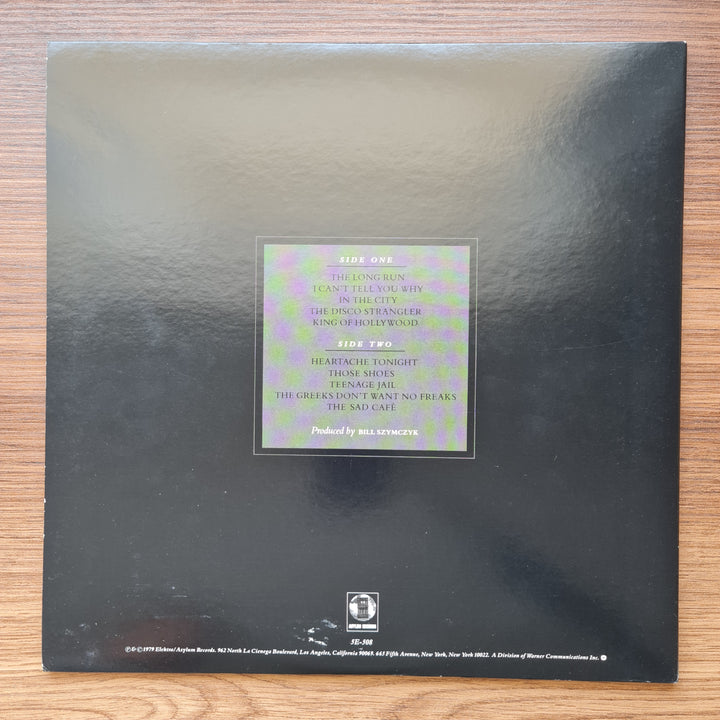 SIDE ONE
THE LONG RUN
I CAN'T TELL YOU WHY
IN THE CITY
THE DISCO STRANGLER
KING OF HOLLYWOOD
SIDE TWO
HEARTACHE TONIGHT
THOSE SHOES
TEENAGE JAIL
THE GREEKS DON'T WANT NO FREAKS
THE SAD CAFÉ
Produced by BILL SZYMCZYK
ASYLUM RECORDS
5E-508
℗&©1979 Elektra/Asylum Records. 962 North La Cienega Boulevard, Los Angeles, California 90069. 665 Fifth Avenue, New York, New York 10022. A Division of Warner Communications Inc.